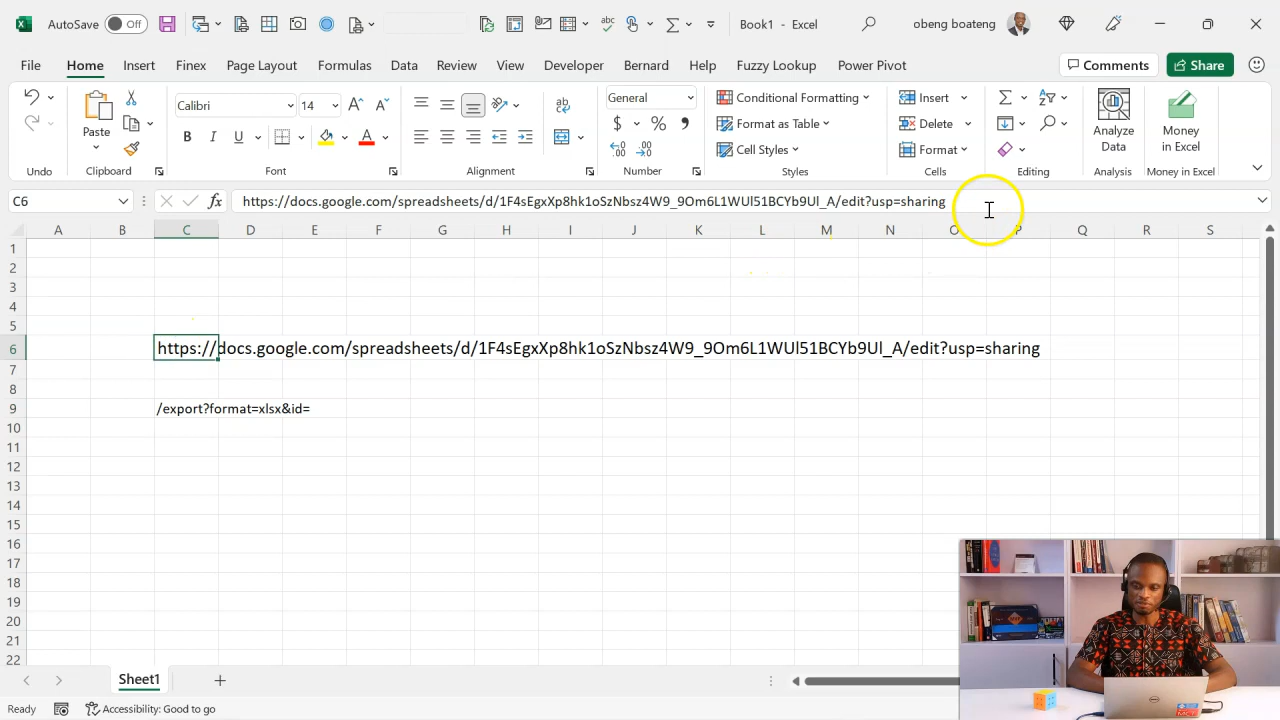 AutoSave Off Book1 - Excel obeng boateng
File Home Insert Finex Page Layout Formulas Data Review View Developer Bernard Help Fuzzy Lookup Power Pivot Comments Share
Calibri 14 General Conditional Formatting Insert
Paste Format as Table Delete Analyze Data Money in Excel
B I U A $ % Cell Styles Format
Undo Clipboard Font Alignment Number Styles Cells Editing Analysis Money in Excel
C6 fx https://docs.google.com/spreadsheets/d/1F4sEgxXp8hk1oSzNbsz4W9_9Om6L1WUl51BCYb9Ul_A/edit?usp=sharing
A B C D E F G H I J K L M N O P Q R S
1
2
3
4
5
6 https://docs.google.com/spreadsheets/d/1F4sEgxXp8hk1oSzNbsz4W9_9Om6L1WUl51BCYb9Ul_A/edit?usp=sharing
7
8
9 /export?format=xlsx&id=
10
11
12
13
14
15
16
17
18
19
20
21
22
Sheet1
Ready Accessibility: Good to go